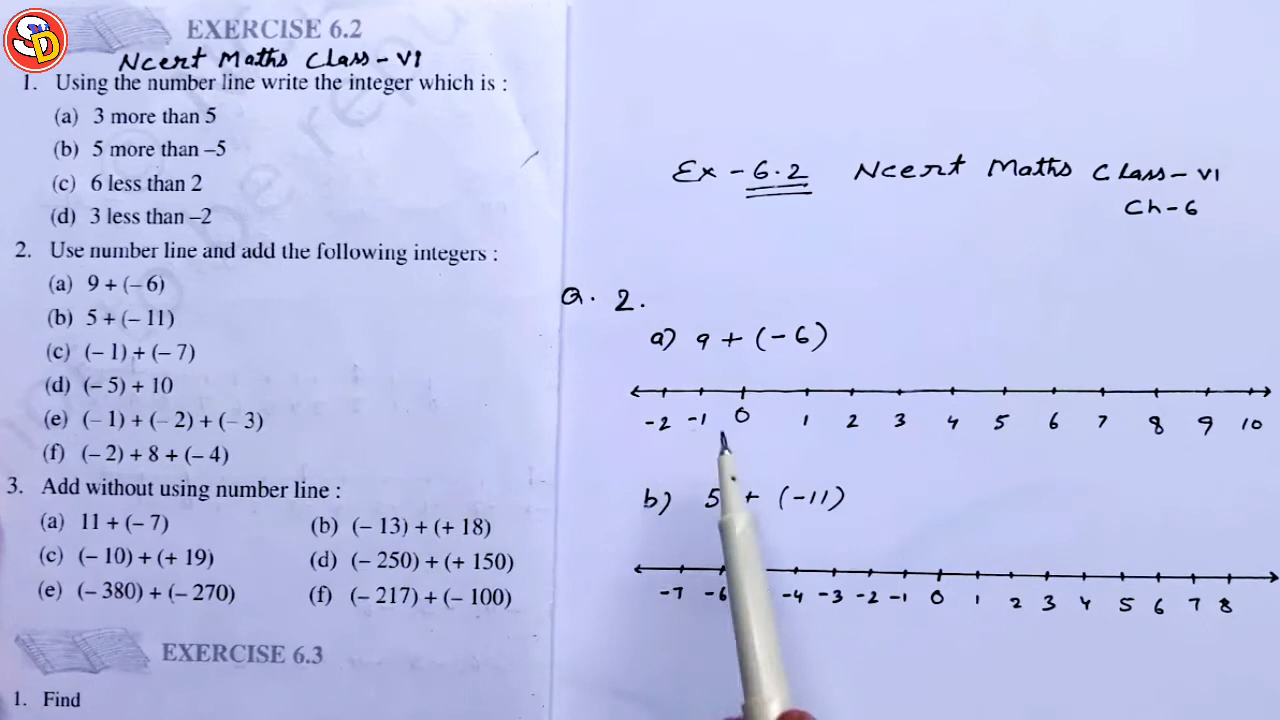 SD
EXERCISE 6.2
Ncert Maths Class-VI
1. Using the number line write the integer which is :
(a) 3 more than 5
(b) 5 more than –5
(c) 6 less than 2
(d) 3 less than –2
2. Use number line and add the following integers :
(a) 9 + (– 6)
(b) 5 + (– 11)
(c) (– 1) + (– 7)
(d) (– 5) + 10
(e) (– 1) + (– 2) + (– 3)
(f) (– 2) + 8 + (– 4)
3. Add without using number line :
(a) 11 + (– 7) (b) (– 13) + (+ 18)
(c) (– 10) + (+ 19) (d) (– 250) + (+ 150)
(e) (– 380) + (– 270) (f) (– 217) + (– 100)
EXERCISE 6.3
1. Find
Ex - 6.2 Ncert Maths Class-VI
Ch-6
Q. 2.
a) 9 + (-6)
-2 -1 0 1 2 3 4 5 6 7 8 9 10
b) 5 + (-11)
-7 -6 -4 -3 -2 -1 0 1 2 3 4 5 6 7 8